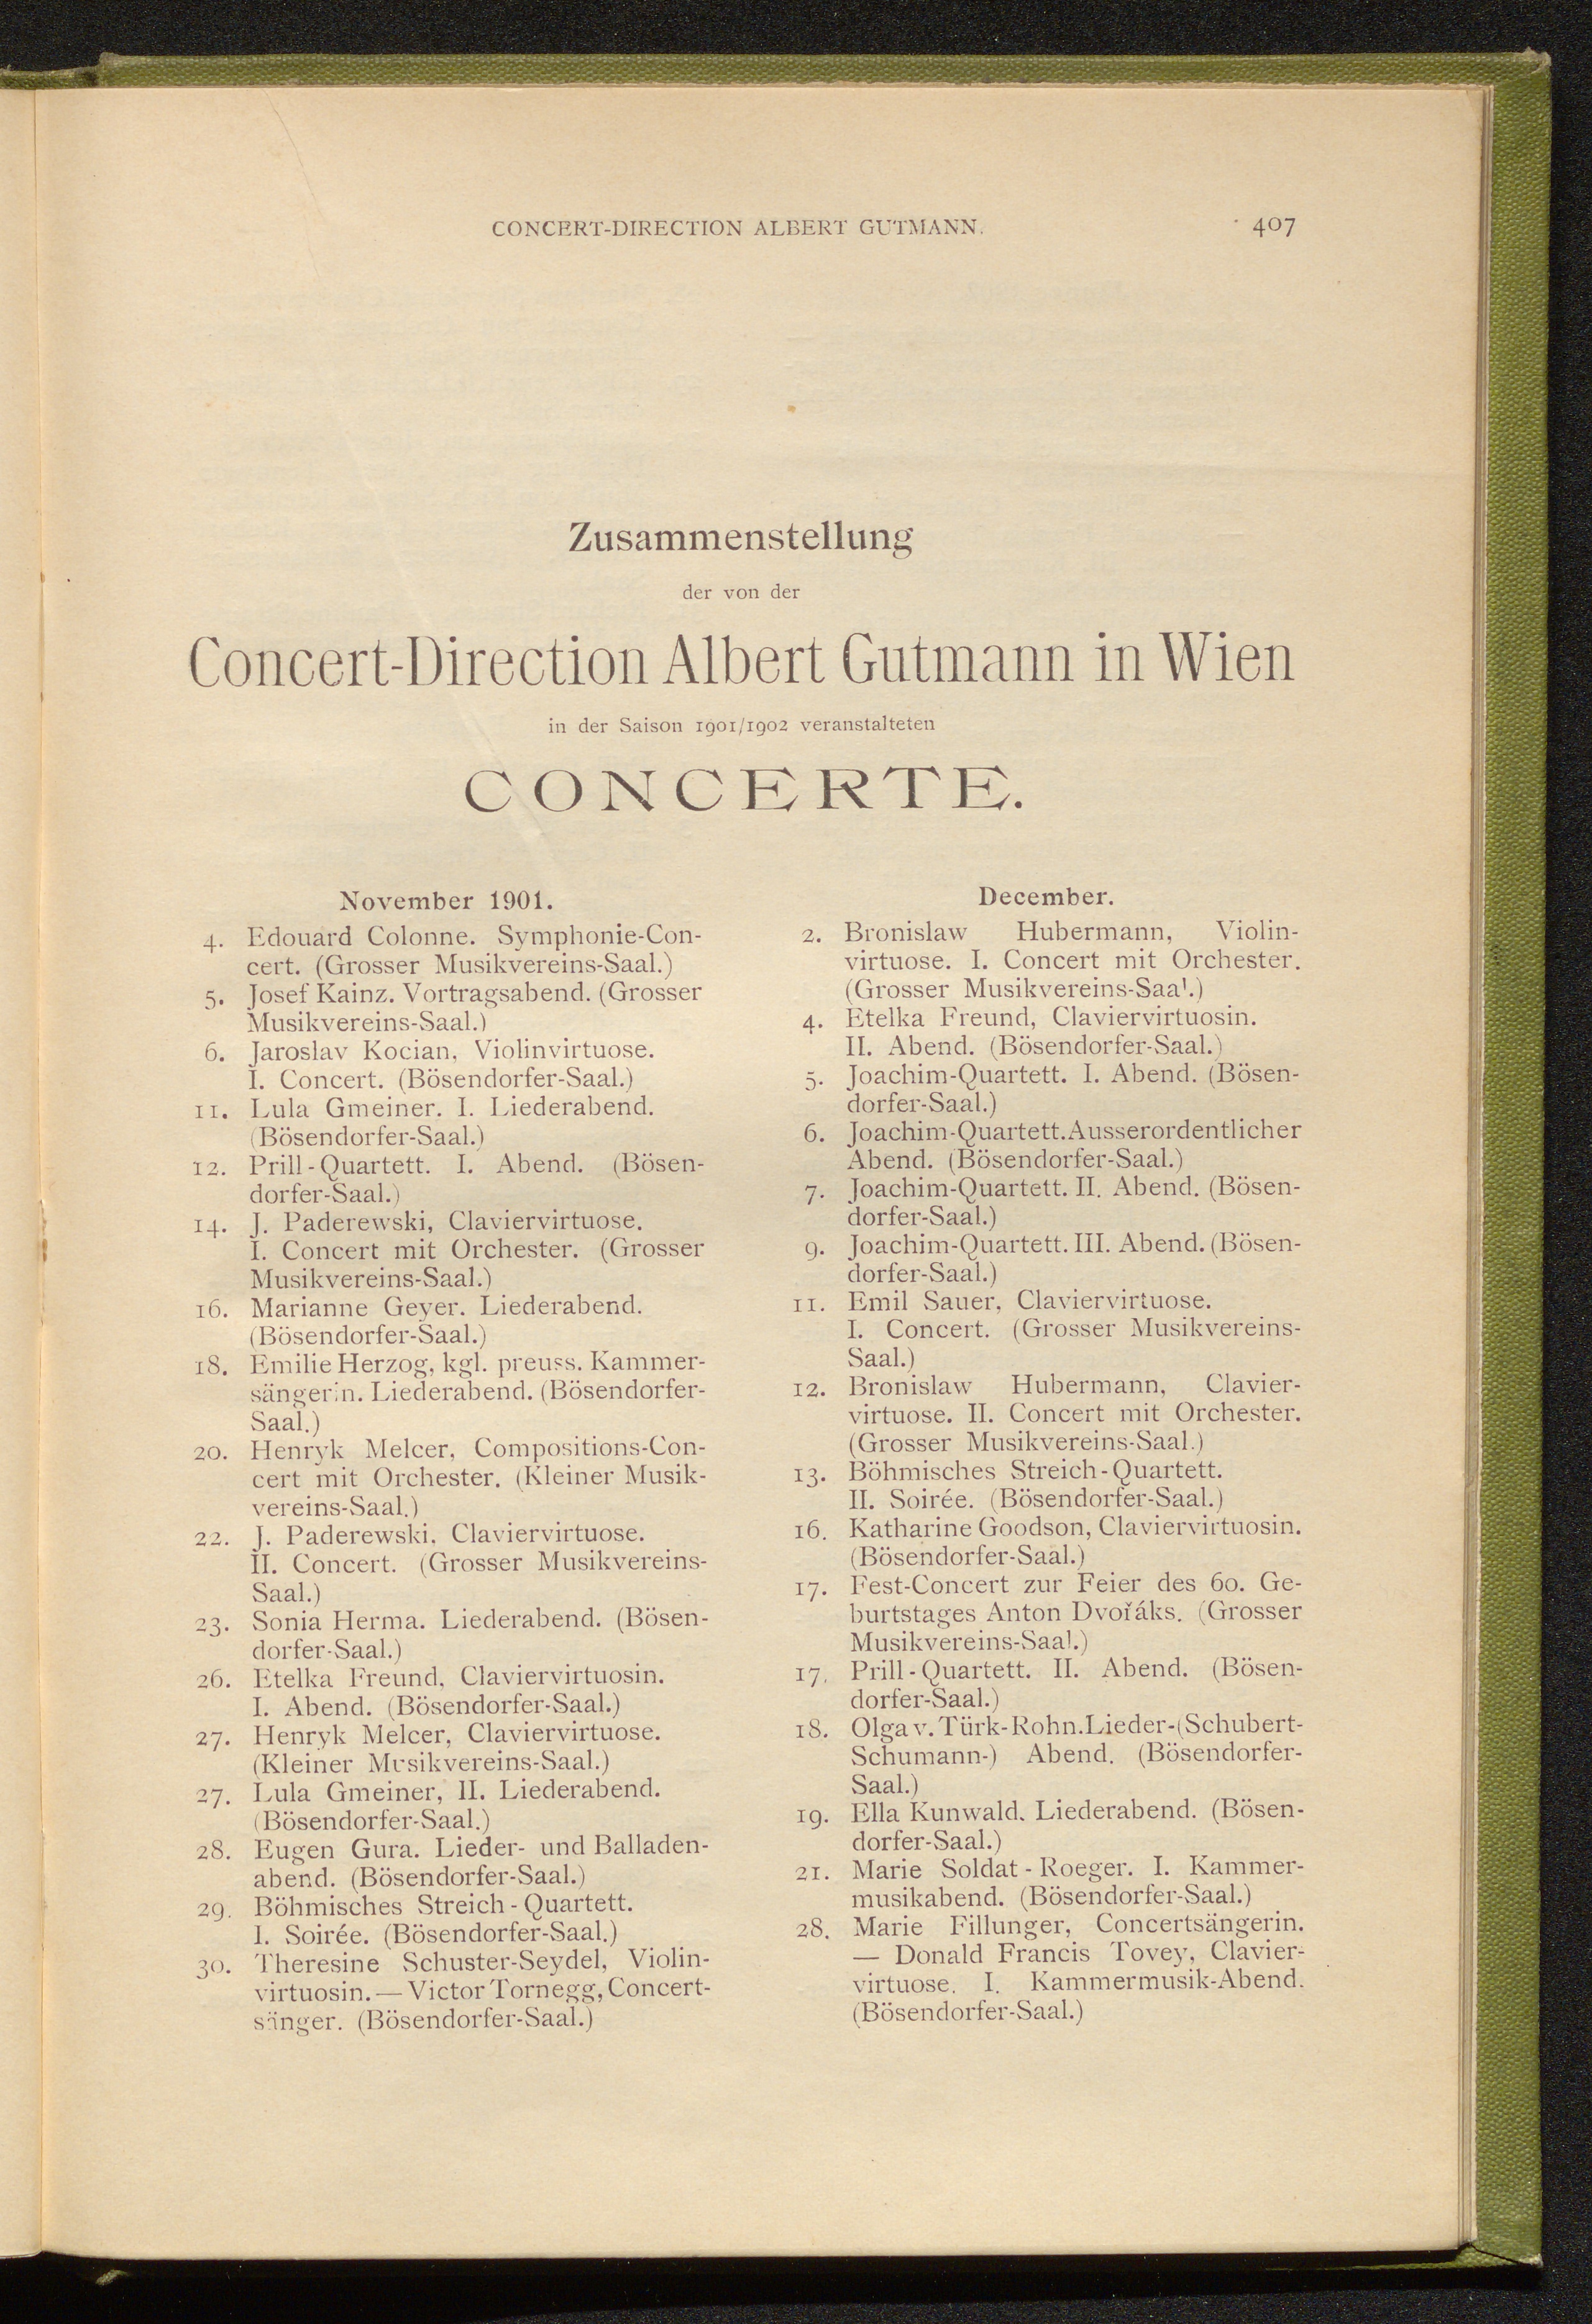 CONCERT-DIRECTION ALBERT GUTMANN. 407
Zusammenstellung
der von der
Concert-Direction Albert Gutmann in Wien
in der Saison 1901/1902 veranstalteten
CONCERTE.
November 1901.
4. Edouard Colonne. Symphonie-Con-
cert. (Grosser Musikvereins-Saal.)
5. Josef Kainz. Vortragsabend. (Grosser
Musikvereins-Saal.)
6. Jaroslav Kocian, Violinvirtuose.
I. Concert. (Bösendorfer-Saal.)
11. Lula Gmeiner. I. Liederabend.
(Bösendorfer-Saal.)
12. Prill-Quartett. I. Abend. (Bösen-
dorfer-Saal.)
14. J. Paderewski, Claviervirtuose.
I. Concert mit Orchester. (Grosser
Musikvereins-Saal.)
16. Marianne Geyer. Liederabend.
(Bösendorfer-Saal.)
18. Emilie Herzog, kgl. preuss. Kammer-
sängerin. Liederabend. (Bösendorfer-
Saal.)
20. Henryk Melcer, Compositions-Con-
cert mit Orchester. (Kleiner Musik-
vereins-Saal.)
22. J. Paderewski, Claviervirtuose.
II. Concert. (Grosser Musikvereins-
Saal.)
23. Sonia Herma. Liederabend. (Bösen-
dorfer-Saal.)
26. Etelka Freund, Claviervirtuosin.
I. Abend. (Bösendorfer-Saal.)
27. Henryk Melcer, Claviervirtuose.
(Kleiner Musikvereins-Saal.)
27. Lula Gmeiner, II. Liederabend.
(Bösendorfer-Saal.)
28. Eugen Gura. Lieder- und Balladen-
abend. (Bösendorfer-Saal.)
29. Böhmisches Streich-Quartett.
I. Soirée. (Bösendorfer-Saal.)
30. Theresine Schuster-Seydel, Violin-
virtuosin. — Victor Tornegg, Concert-
sänger. (Bösendorfer-Saal.)
December.
2. Bronislaw Hubermann, Violin-
virtuose. I. Concert mit Orchester.
(Grosser Musikvereins-Saal.)
4. Etelka Freund, Claviervirtuosin.
II. Abend. (Bösendorfer-Saal.)
5. Joachim-Quartett. I. Abend. (Bösen-
dorfer-Saal.)
6. Joachim-Quartett. Ausserordentlicher
Abend. (Bösendorfer-Saal.)
7. Joachim-Quartett. II. Abend. (Bösen-
dorfer-Saal.)
9. Joachim-Quartett. III. Abend. (Bösen-
dorfer-Saal.)
11. Emil Sauer, Claviervirtuose.
I. Concert. (Grosser Musikvereins-
Saal.)
12. Bronislaw Hubermann, Clavier-
virtuose. II. Concert mit Orchester.
(Grosser Musikvereins-Saal.)
13. Böhmisches Streich-Quartett.
II. Soirée. (Bösendorfer-Saal.)
16. Katharine Goodson, Claviervirtuosin.
(Bösendorfer-Saal.)
17. Fest-Concert zur Feier des 60. Ge-
burtstages Anton Dvořáks. (Grosser
Musikvereins-Saal.)
17. Prill-Quartett. II. Abend. (Bösen-
dorfer-Saal.)
18. Olga v. Türk-Rohn. Lieder-(Schubert-
Schumann-) Abend. (Bösendorfer-
Saal.)
19. Ella Kunwald. Liederabend. (Bösen-
dorfer-Saal.)
21. Marie Soldat-Roeger. I. Kammer-
musikabend. (Bösendorfer-Saal.)
28. Marie Fillunger, Concertsängerin.
— Donald Francis Tovey, Clavier-
virtuose. I. Kammermusik-Abend.
(Bösendorfer-Saal.)